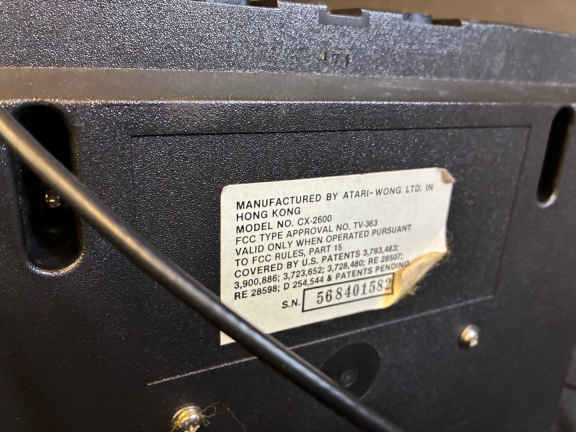 MANUFACTURED BY ATARI-WONG LTD. IN
HONG KONG
MODEL NO. CX-2600
FCC TYPE APPROVAL NO. TV-363
VALID ONLY WHEN OPERATED PURSUANT
TO FCC RULES, PART 15
COVERED BY U.S. PATENTS 3,793,483;
3,900,886; 3,723,652; 3,728,480; RE 28507;
RE 28598; D 254,544 & PATENTS PENDING
S.N. 568401582